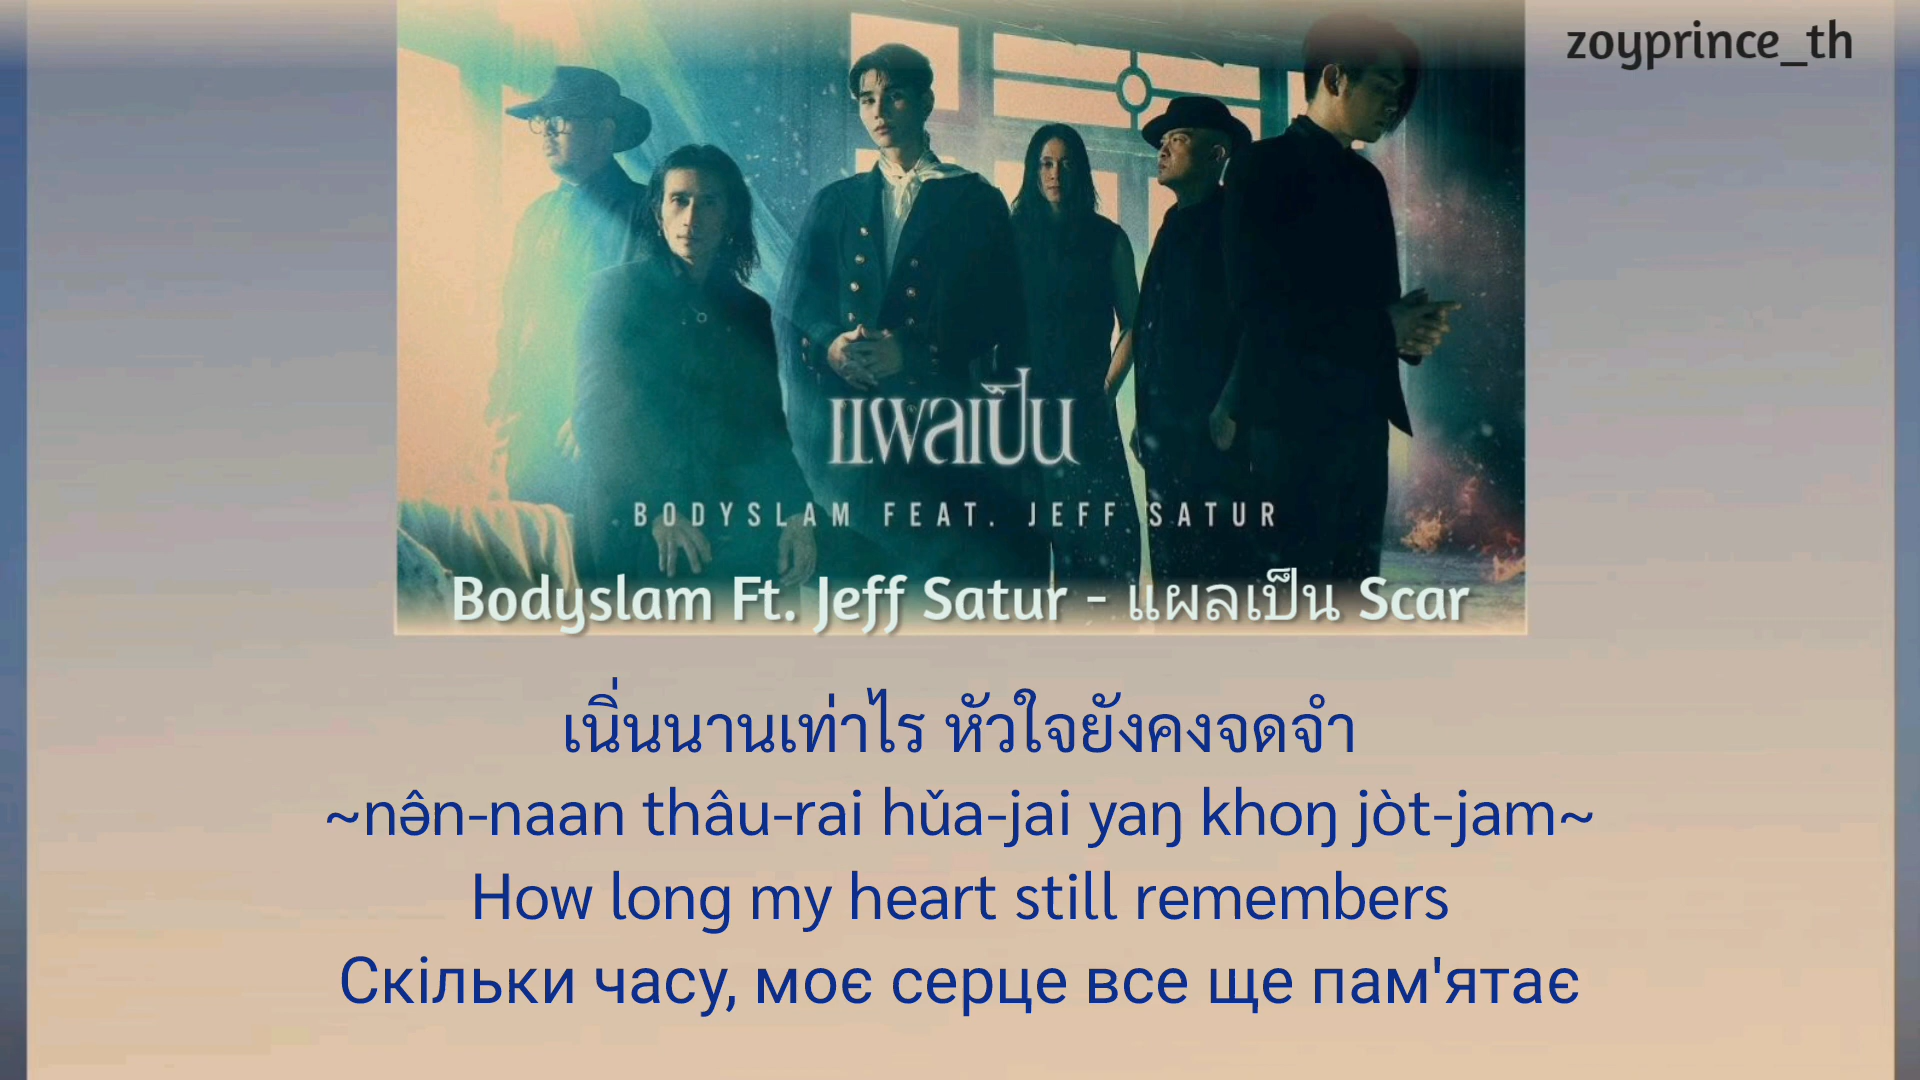 zoyprince_th
แผลเป็น
BODYSLAM FEAT. JEFF SATUR
Bodyslam Ft. Jeff Satur - แผลเป็น Scar
เนิ่นนานเท่าไร หัวใจยังคงจดจำ
~nə̂n-naan thâu-rai hǔa-jai yaŋ khoŋ jòt-jam~
How long my heart still remembers
Скільки часу, моє серце все ще пам'ятає